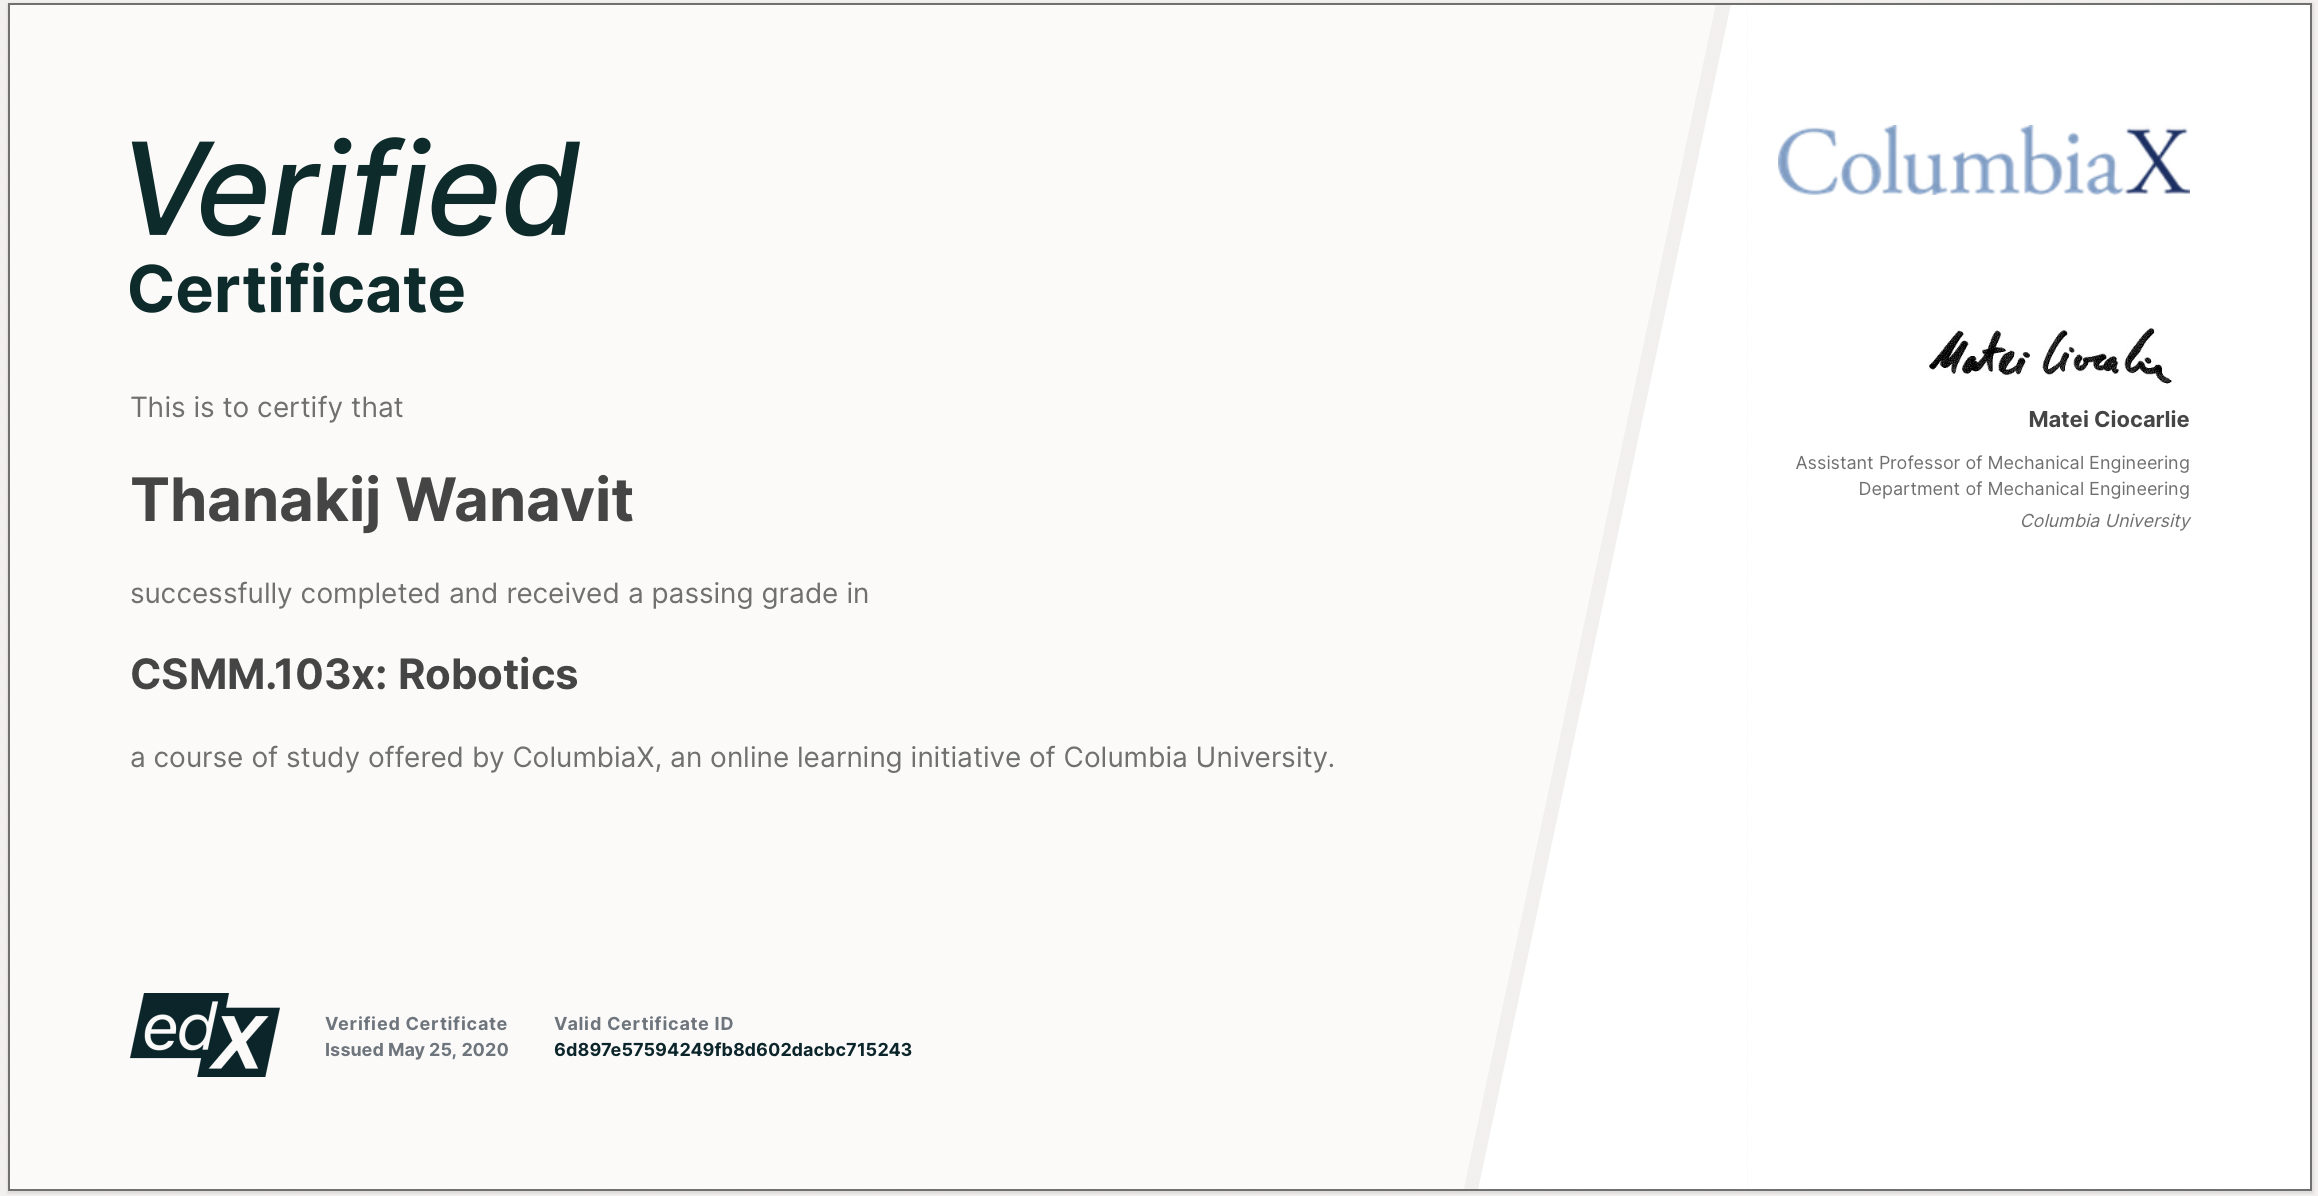 Verified
Certificate
This is to certify that
Thanakij Wanavit
successfully completed and received a passing grade in
CSMM.103x: Robotics
a course of study offered by ColumbiaX, an online learning initiative of Columbia University.
edX
Verified Certificate
Issued May 25, 2020
Valid Certificate ID
6d897e57594249fb8d602dacbc715243
ColumbiaX
Matei Ciocarlie
Matei Ciocarlie
Assistant Professor of Mechanical Engineering
Department of Mechanical Engineering
Columbia University